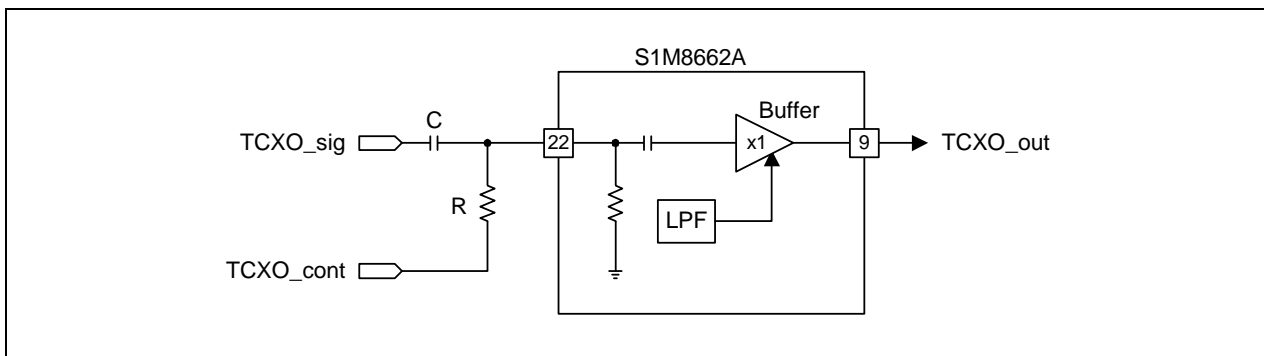 S1M8662A
Buffer
TCXO_sig
C
22
x1
9
TCXO_out
R
LPF
TCXO_cont